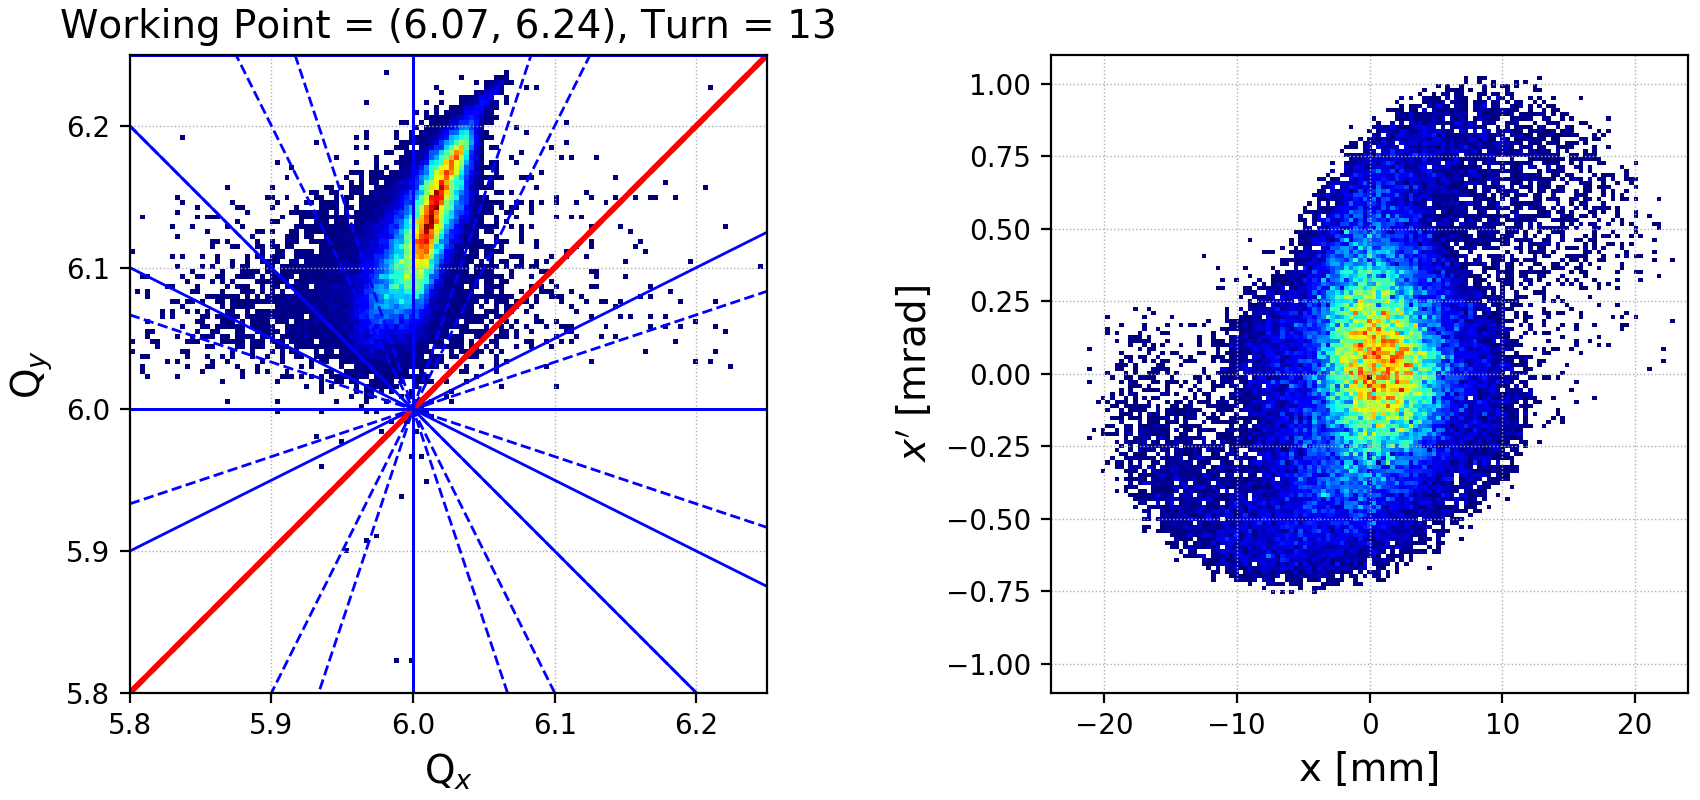 Working Point = (6.07, 6.24), Turn = 13
6.2
6.1
6.0
5.9
5.8
Q_y
5.8 5.9 6.0 6.1 6.2
Q_x
1.00
0.75
0.50
0.25
0.00
−0.25
−0.50
−0.75
−1.00
x′ [mrad]
−20 −10 0 10 20
x [mm]